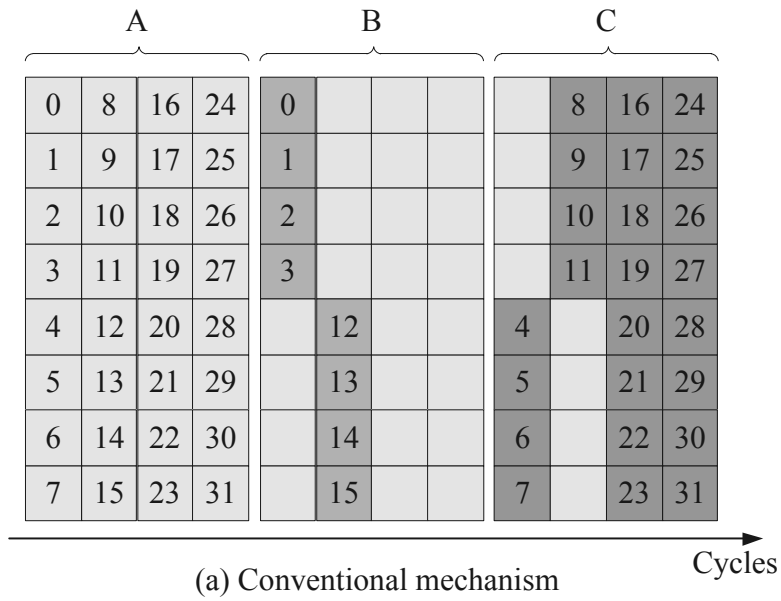 A B C
0 8 16 24 0 8 16 24
1 9 17 25 1 9 17 25
2 10 18 26 2 10 18 26
3 11 19 27 3 11 19 27
4 12 20 28 12 4 20 28
5 13 21 29 13 5 21 29
6 14 22 30 14 6 22 30
7 15 23 31 15 7 23 31
Cycles
(a) Conventional mechanism